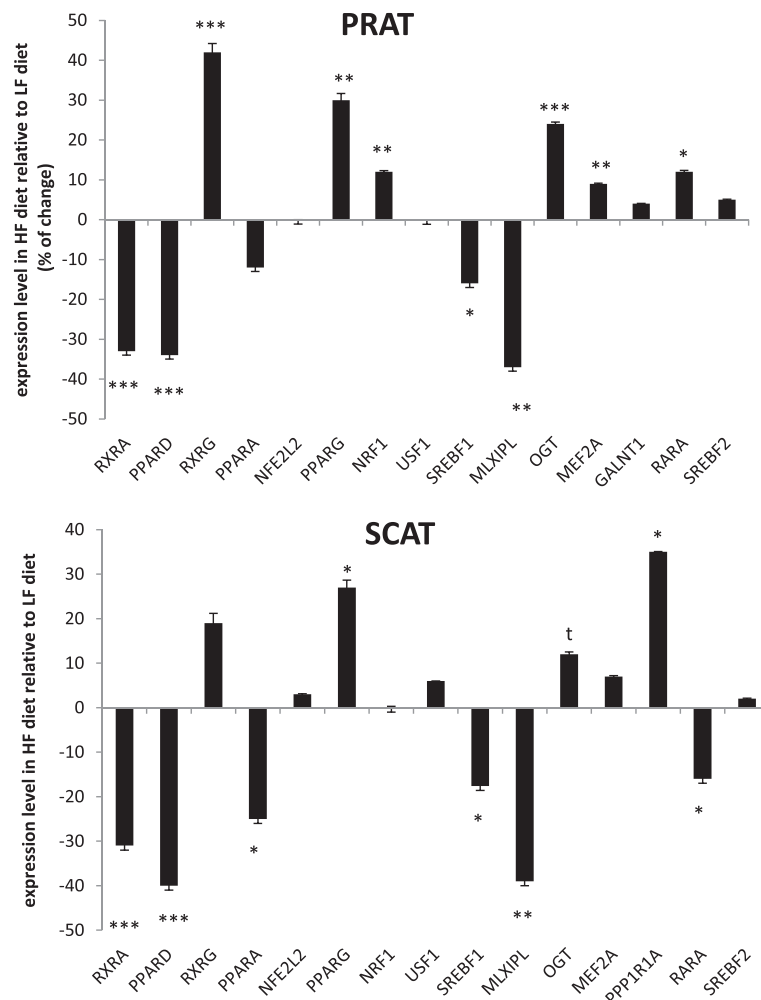 PRAT
expression level in HF diet relative to LF diet
(% of change)
50
40
30
20
10
0
-10
-20
-30
-40
-50
***
***
***
**
**
*
**
***
**
*
RXRA
PPARD
RXRG
PPARA
NFE2L2
PPARG
NRF1
USF1
SREBF1
MLXIPL
OGT
MEF2A
GALNT1
RARA
SREBF2
SCAT
expression level in HF diet relative to LF diet
40
30
20
10
0
-10
-20
-30
-40
-50
***
***
*
*
*
**
t
*
*
RXRA
PPARD
RXRG
PPARA
NFE2L2
PPARG
NRF1
USF1
SREBF1
MLXIPL
OGT
MEF2A
PPP1R1A
RARA
SREBF2